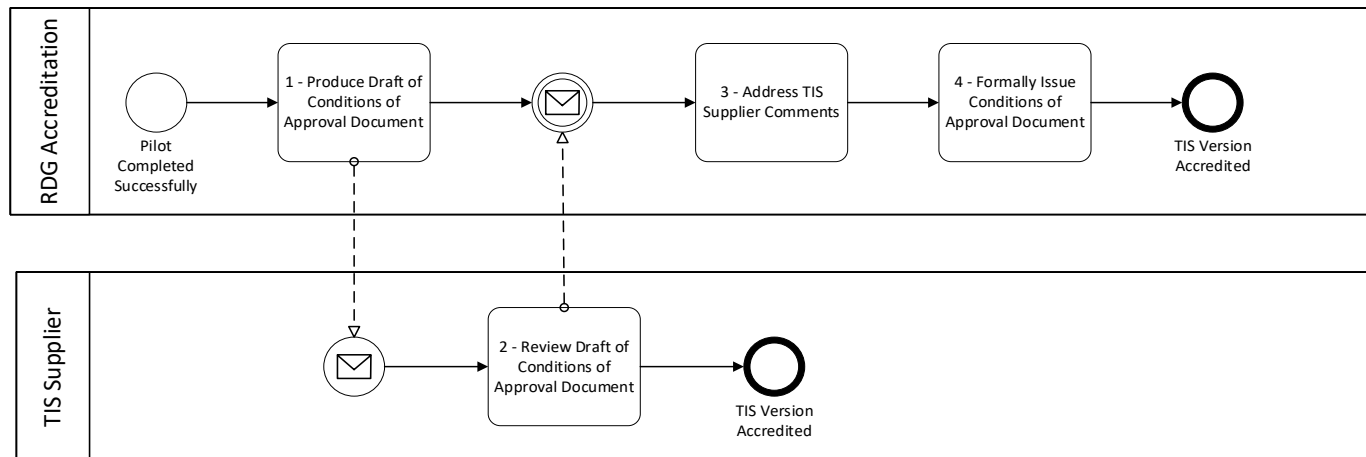 RDG Accreditation
Pilot
Completed
Successfully
1 - Produce Draft of
Conditions of
Approval Document
3 - Address TIS
Supplier Comments
4 - Formally Issue
Conditions of
Approval Document
TIS Version
Accredited
TIS Supplier
2 - Review Draft of
Conditions of
Approval Document
TIS Version
Accredited